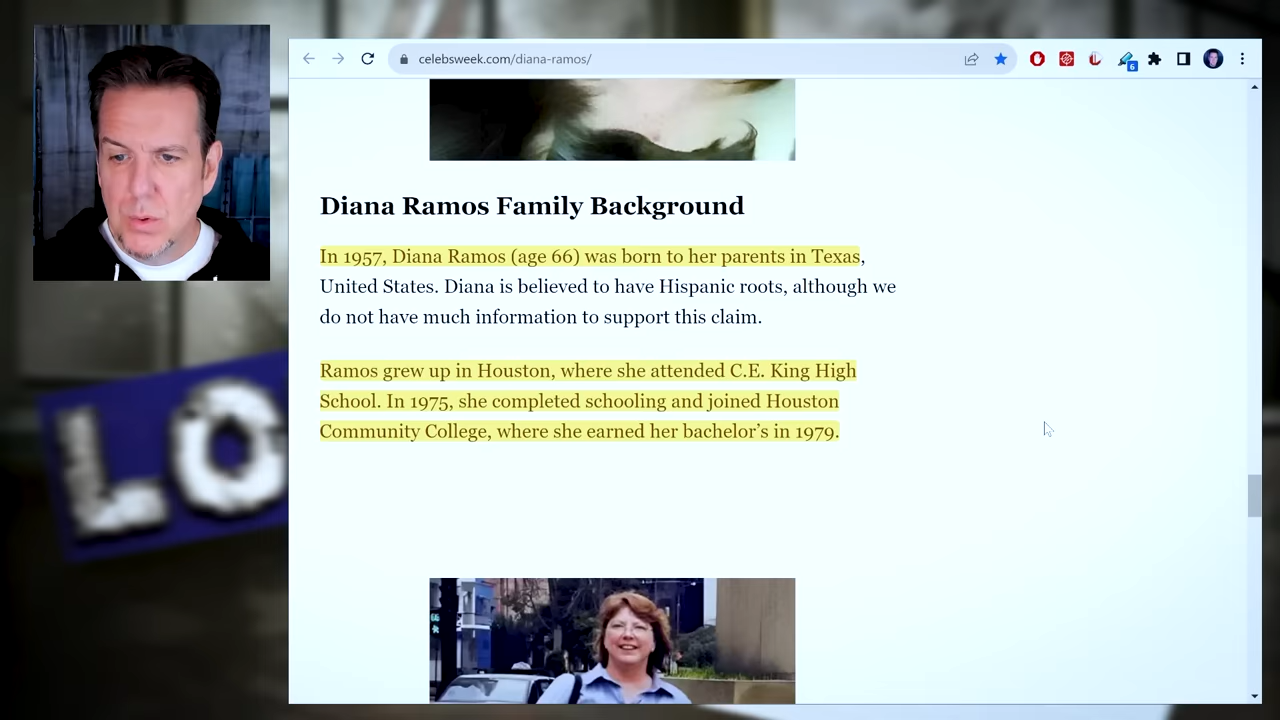 celebsweek.com/diana-ramos/
6
Diana Ramos Family Background
In 1957, Diana Ramos (age 66) was born to her parents in Texas,
United States. Diana is believed to have Hispanic roots, although we
do not have much information to support this claim.
Ramos grew up in Houston, where she attended C.E. King High
School. In 1975, she completed schooling and joined Houston
Community College, where she earned her bachelor’s in 1979.
LO